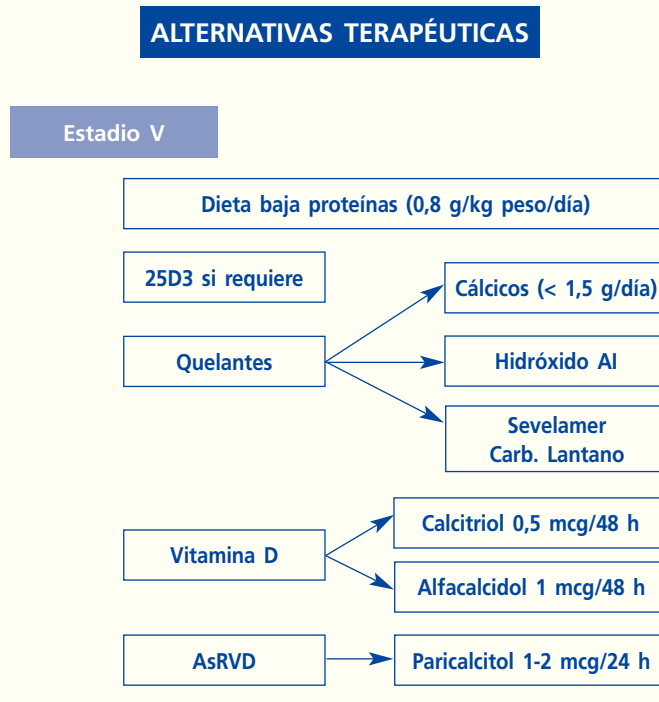 ALTERNATIVAS TERAPÉUTICAS
Estadio V
Dieta baja proteínas (0,8 g/kg peso/día)
25D3 si requiere
Cálcicos (< 1,5 g/día)
Quelantes
Hidróxido Al
Sevelamer
Carb. Lantano
Calcitriol 0,5 mcg/48 h
Vitamina D
Alfacalcidol 1 mcg/48 h
AsRVD
Paricalcitol 1-2 mcg/24 h